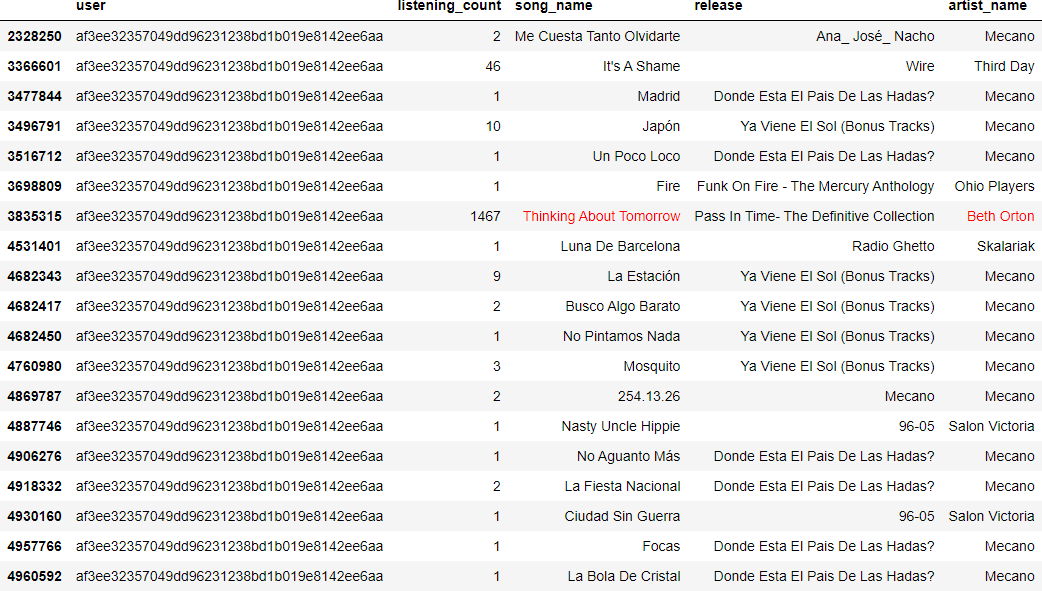 user listening_count song_name release artist_name
2328250 af3ee32357049dd96231238bd1b019e8142ee6aa 2 Me Cuesta Tanto Olvidarte Ana_ José_ Nacho Mecano
3366601 af3ee32357049dd96231238bd1b019e8142ee6aa 46 It's A Shame Wire Third Day
3477844 af3ee32357049dd96231238bd1b019e8142ee6aa 1 Madrid Donde Esta El Pais De Las Hadas? Mecano
3496791 af3ee32357049dd96231238bd1b019e8142ee6aa 10 Japón Ya Viene El Sol (Bonus Tracks) Mecano
3516712 af3ee32357049dd96231238bd1b019e8142ee6aa 1 Un Poco Loco Donde Esta El Pais De Las Hadas? Mecano
3698809 af3ee32357049dd96231238bd1b019e8142ee6aa 1 Fire Funk On Fire - The Mercury Anthology Ohio Players
3835315 af3ee32357049dd96231238bd1b019e8142ee6aa 1467 Thinking About Tomorrow Pass In Time- The Definitive Collection Beth Orton
4531401 af3ee32357049dd96231238bd1b019e8142ee6aa 1 Luna De Barcelona Radio Ghetto Skalariak
4682343 af3ee32357049dd96231238bd1b019e8142ee6aa 9 La Estación Ya Viene El Sol (Bonus Tracks) Mecano
4682417 af3ee32357049dd96231238bd1b019e8142ee6aa 2 Busco Algo Barato Ya Viene El Sol (Bonus Tracks) Mecano
4682450 af3ee32357049dd96231238bd1b019e8142ee6aa 1 No Pintamos Nada Ya Viene El Sol (Bonus Tracks) Mecano
4760980 af3ee32357049dd96231238bd1b019e8142ee6aa 3 Mosquito Ya Viene El Sol (Bonus Tracks) Mecano
4869787 af3ee32357049dd96231238bd1b019e8142ee6aa 2 254.13.26 Mecano Mecano
4887746 af3ee32357049dd96231238bd1b019e8142ee6aa 1 Nasty Uncle Hippie 96-05 Salon Victoria
4906276 af3ee32357049dd96231238bd1b019e8142ee6aa 1 No Aguanto Más Donde Esta El Pais De Las Hadas? Mecano
4918332 af3ee32357049dd96231238bd1b019e8142ee6aa 2 La Fiesta Nacional Donde Esta El Pais De Las Hadas? Mecano
4930160 af3ee32357049dd96231238bd1b019e8142ee6aa 1 Ciudad Sin Guerra 96-05 Salon Victoria
4957766 af3ee32357049dd96231238bd1b019e8142ee6aa 1 Focas Donde Esta El Pais De Las Hadas? Mecano
4960592 af3ee32357049dd96231238bd1b019e8142ee6aa 1 La Bola De Cristal Donde Esta El Pais De Las Hadas? Mecano